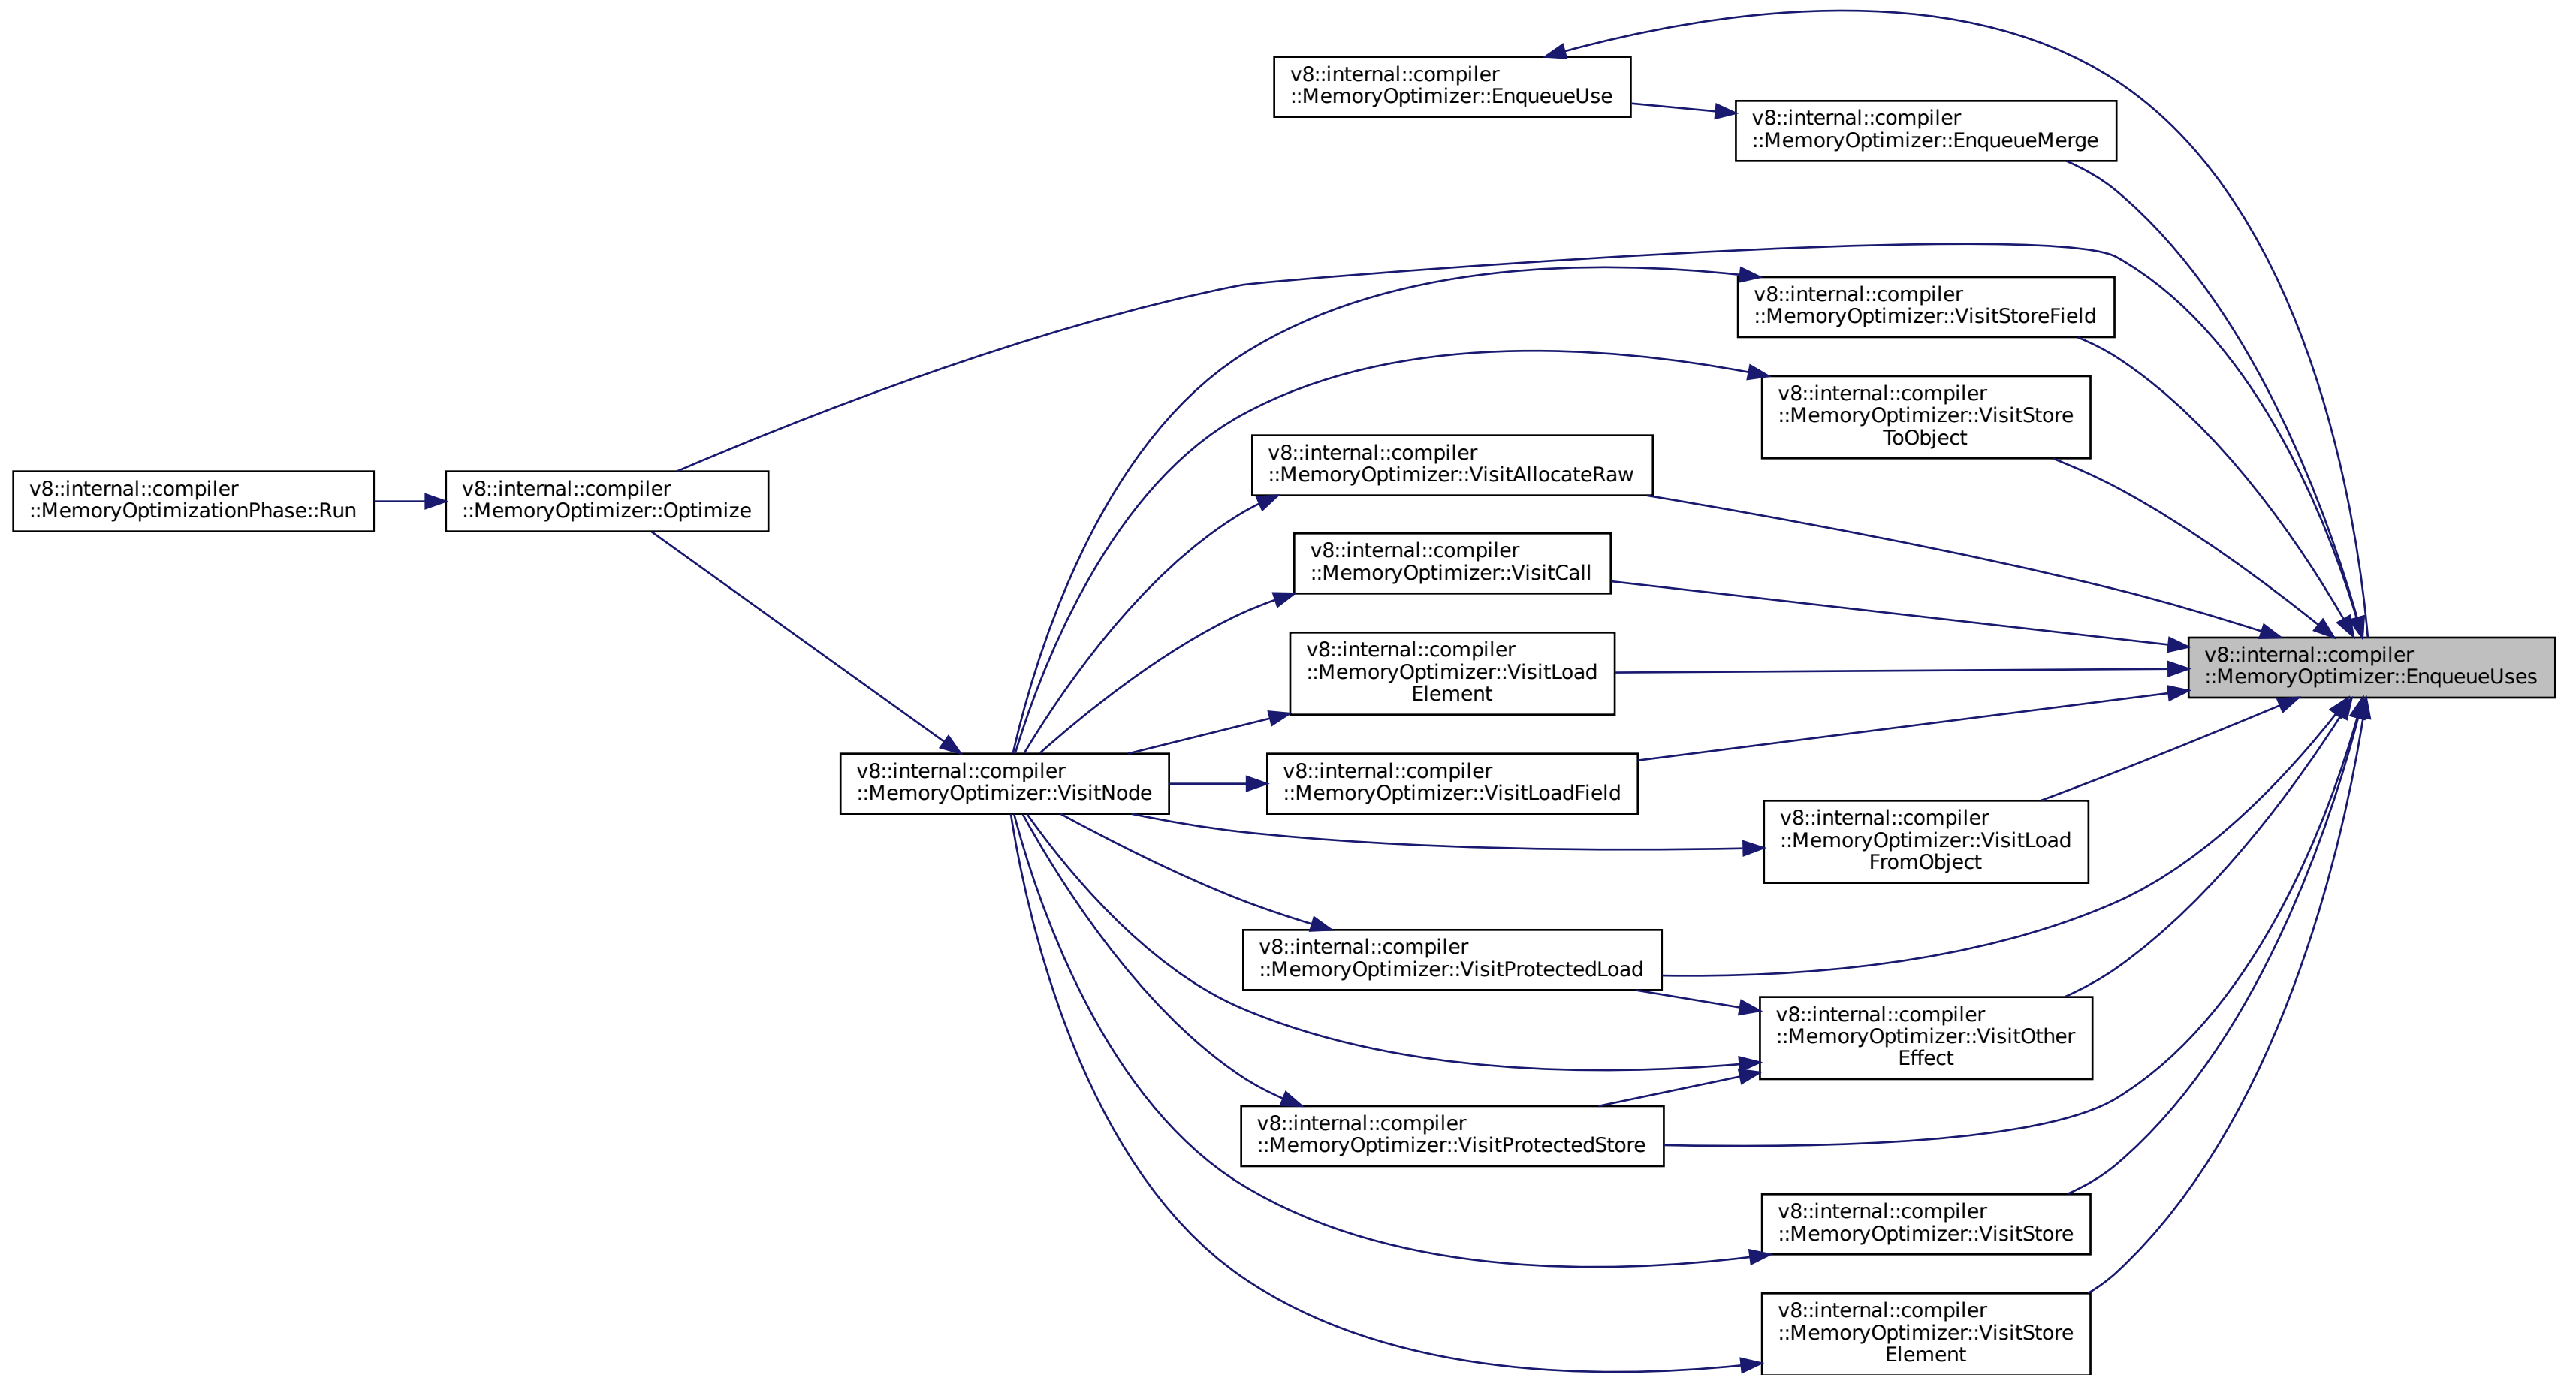 v8::internal::compiler
::MemoryOptimizer::EnqueueUse
v8::internal::compiler
::MemoryOptimizer::EnqueueMerge
v8::internal::compiler
::MemoryOptimizer::VisitStoreField
v8::internal::compiler
::MemoryOptimizer::VisitStore
ToObject
v8::internal::compiler
::MemoryOptimizer::VisitAllocateRaw
v8::internal::compiler
::MemoryOptimizationPhase::Run
v8::internal::compiler
::MemoryOptimizer::Optimize
v8::internal::compiler
::MemoryOptimizer::VisitCall
v8::internal::compiler
::MemoryOptimizer::VisitLoad
Element
v8::internal::compiler
::MemoryOptimizer::EnqueueUses
v8::internal::compiler
::MemoryOptimizer::VisitNode
v8::internal::compiler
::MemoryOptimizer::VisitLoadField
v8::internal::compiler
::MemoryOptimizer::VisitLoad
FromObject
v8::internal::compiler
::MemoryOptimizer::VisitProtectedLoad
v8::internal::compiler
::MemoryOptimizer::VisitOther
Effect
v8::internal::compiler
::MemoryOptimizer::VisitProtectedStore
v8::internal::compiler
::MemoryOptimizer::VisitStore
v8::internal::compiler
::MemoryOptimizer::VisitStore
Element